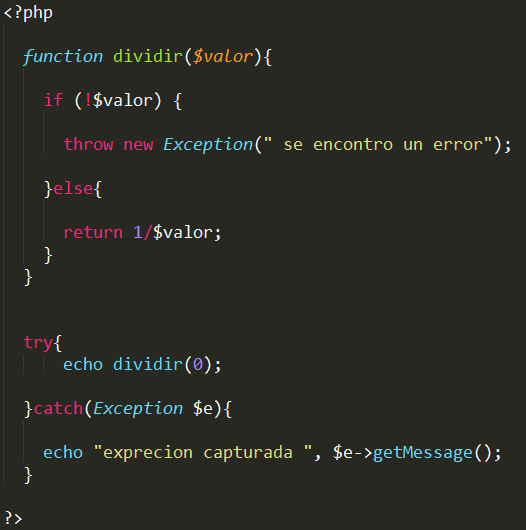 <?php
function dividir($valor){
if (!$valor) {
throw new Exception(" se encontro un error");
}else{
return 1/$valor;
}
}
try{
echo dividir(0);
}catch(Exception $e){
echo "exprecion capturada ", $e->getMessage();
}
?>